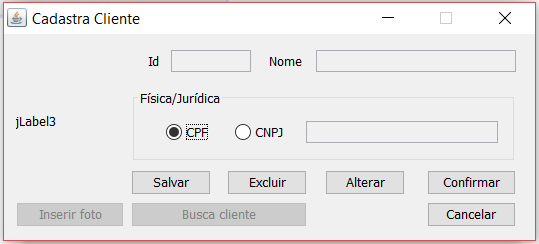 Cadastra Cliente
Id Nome
Física/Jurídica
jLabel3
CPF CNPJ
Salvar Excluir Alterar Confirmar
Inserir foto Busca cliente Cancelar